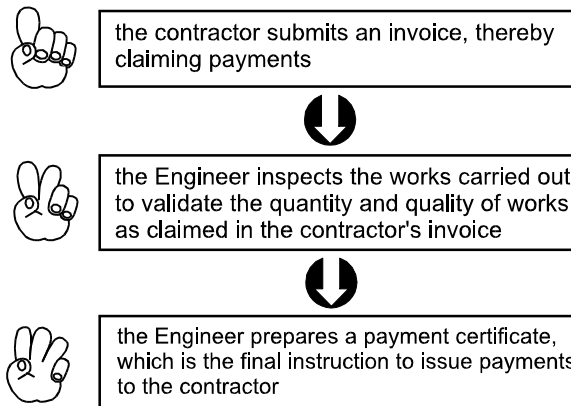 the contractor submits an invoice, thereby
claiming payments
the Engineer inspects the works carried out
to validate the quantity and quality of works
as claimed in the contractor's invoice
the Engineer prepares a payment certificate,
which is the final instruction to issue payments
to the contractor